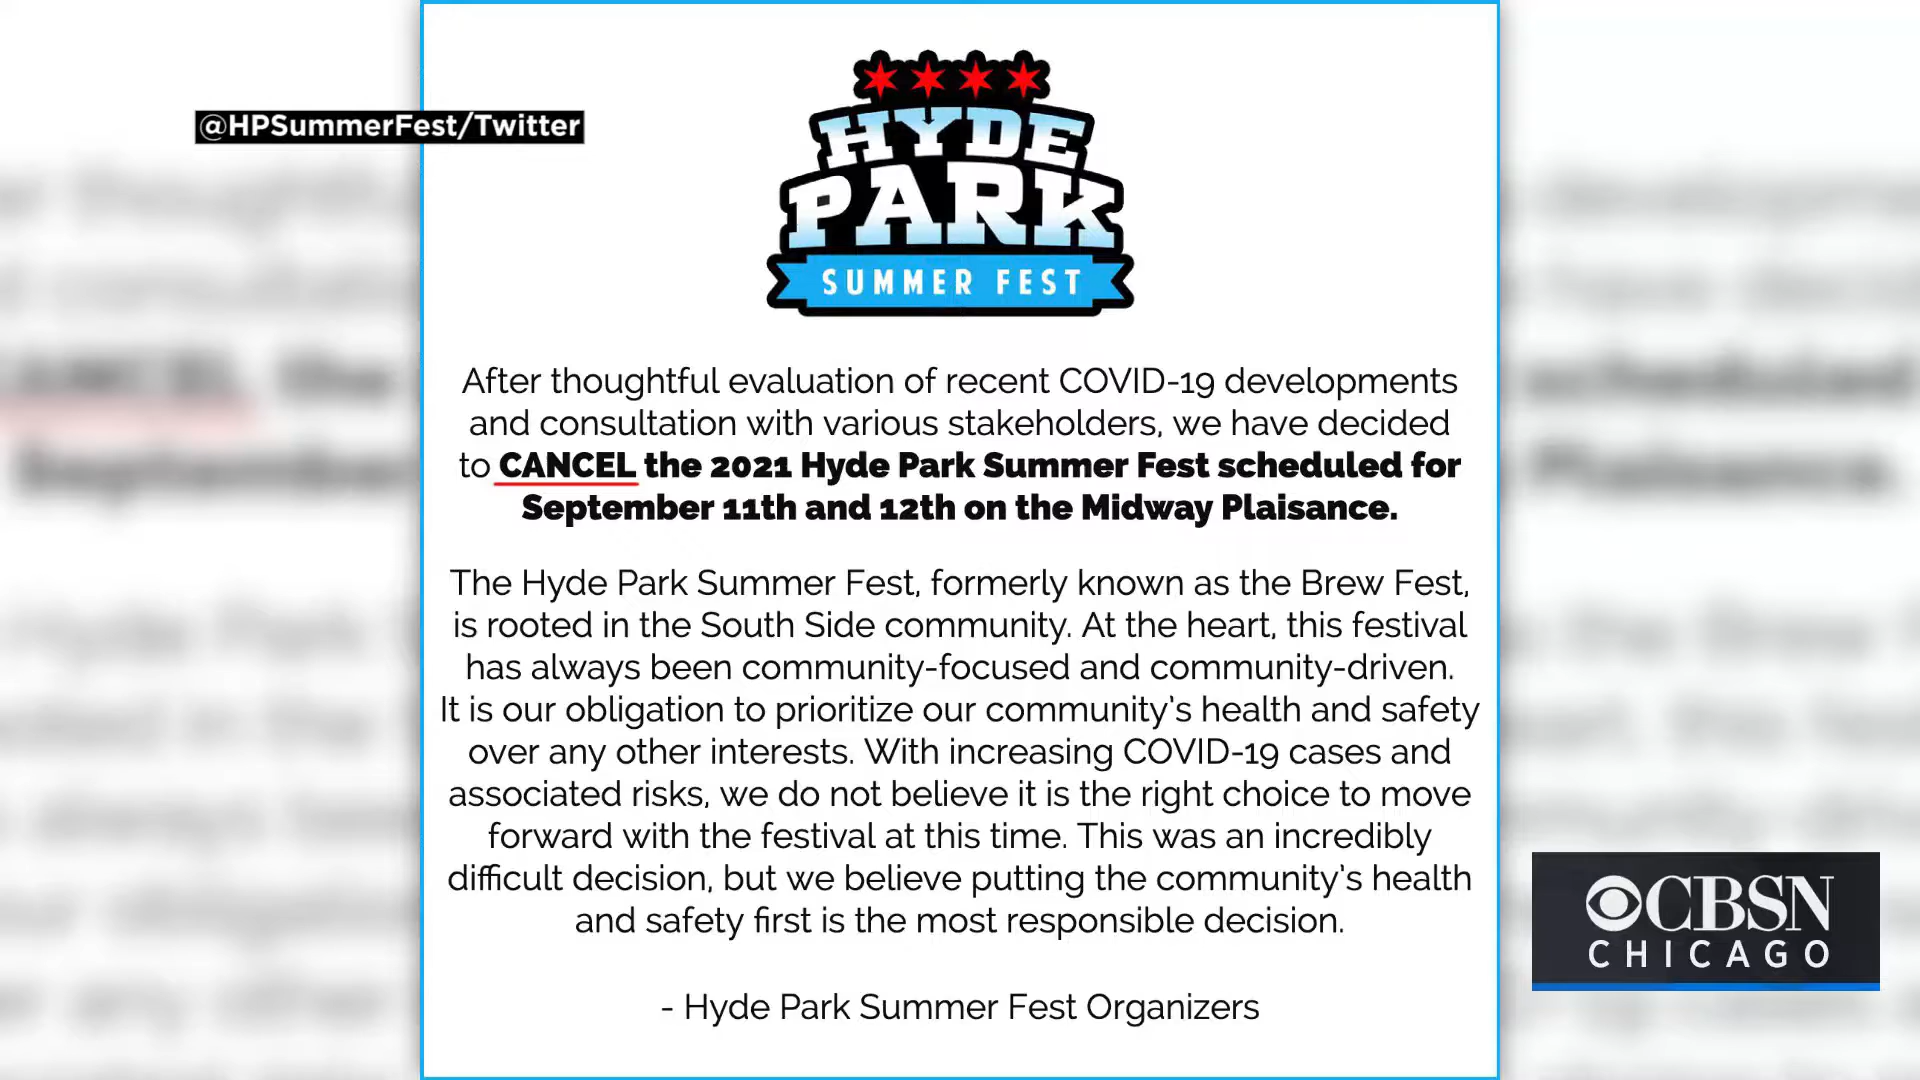 @HPSummerFest/Twitter
HYDE
PARK
SUMMER FEST
After thoughtful evaluation of recent COVID-19 developments
and consultation with various stakeholders, we have decided
to CANCEL the 2021 Hyde Park Summer Fest scheduled for
September 11th and 12th on the Midway Plaisance.
The Hyde Park Summer Fest, formerly known as the Brew Fest,
is rooted in the South Side community. At the heart, this festival
has always been community-focused and community-driven.
It is our obligation to prioritize our community's health and safety
over any other interests. With increasing COVID-19 cases and
associated risks, we do not believe it is the right choice to move
forward with the festival at this time. This was an incredibly
difficult decision, but we believe putting the community's health
and safety first is the most responsible decision.
- Hyde Park Summer Fest Organizers
CBSN
CHICAGO